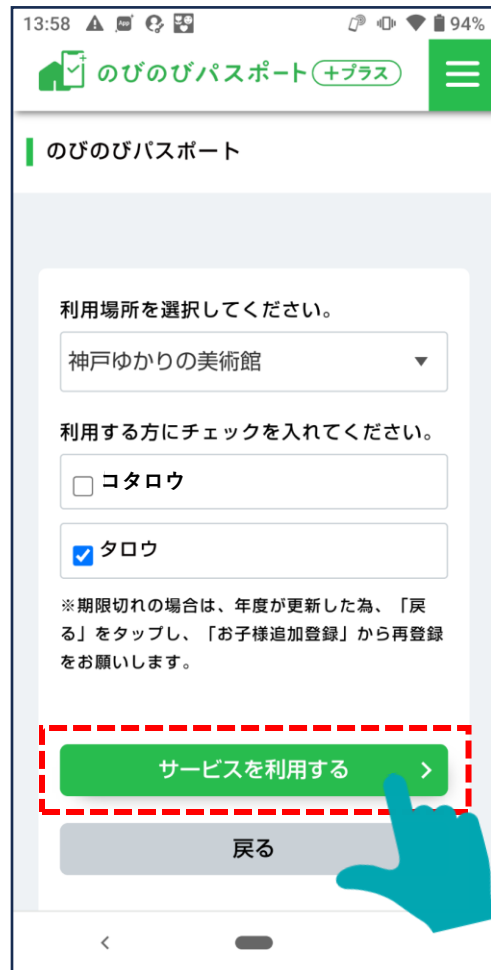 13:58 94%
のびのびパスポート +プラス
のびのびパスポート
利用場所を選択してください。
神戸ゆかりの美術館
利用する方にチェックを入れてください。
コタロウ
タロウ
※期限切れの場合は、年度が更新した為、「戻
る」をタップし、「お子様追加登録」から再登録
をお願いします。
サービスを利用する
戻る